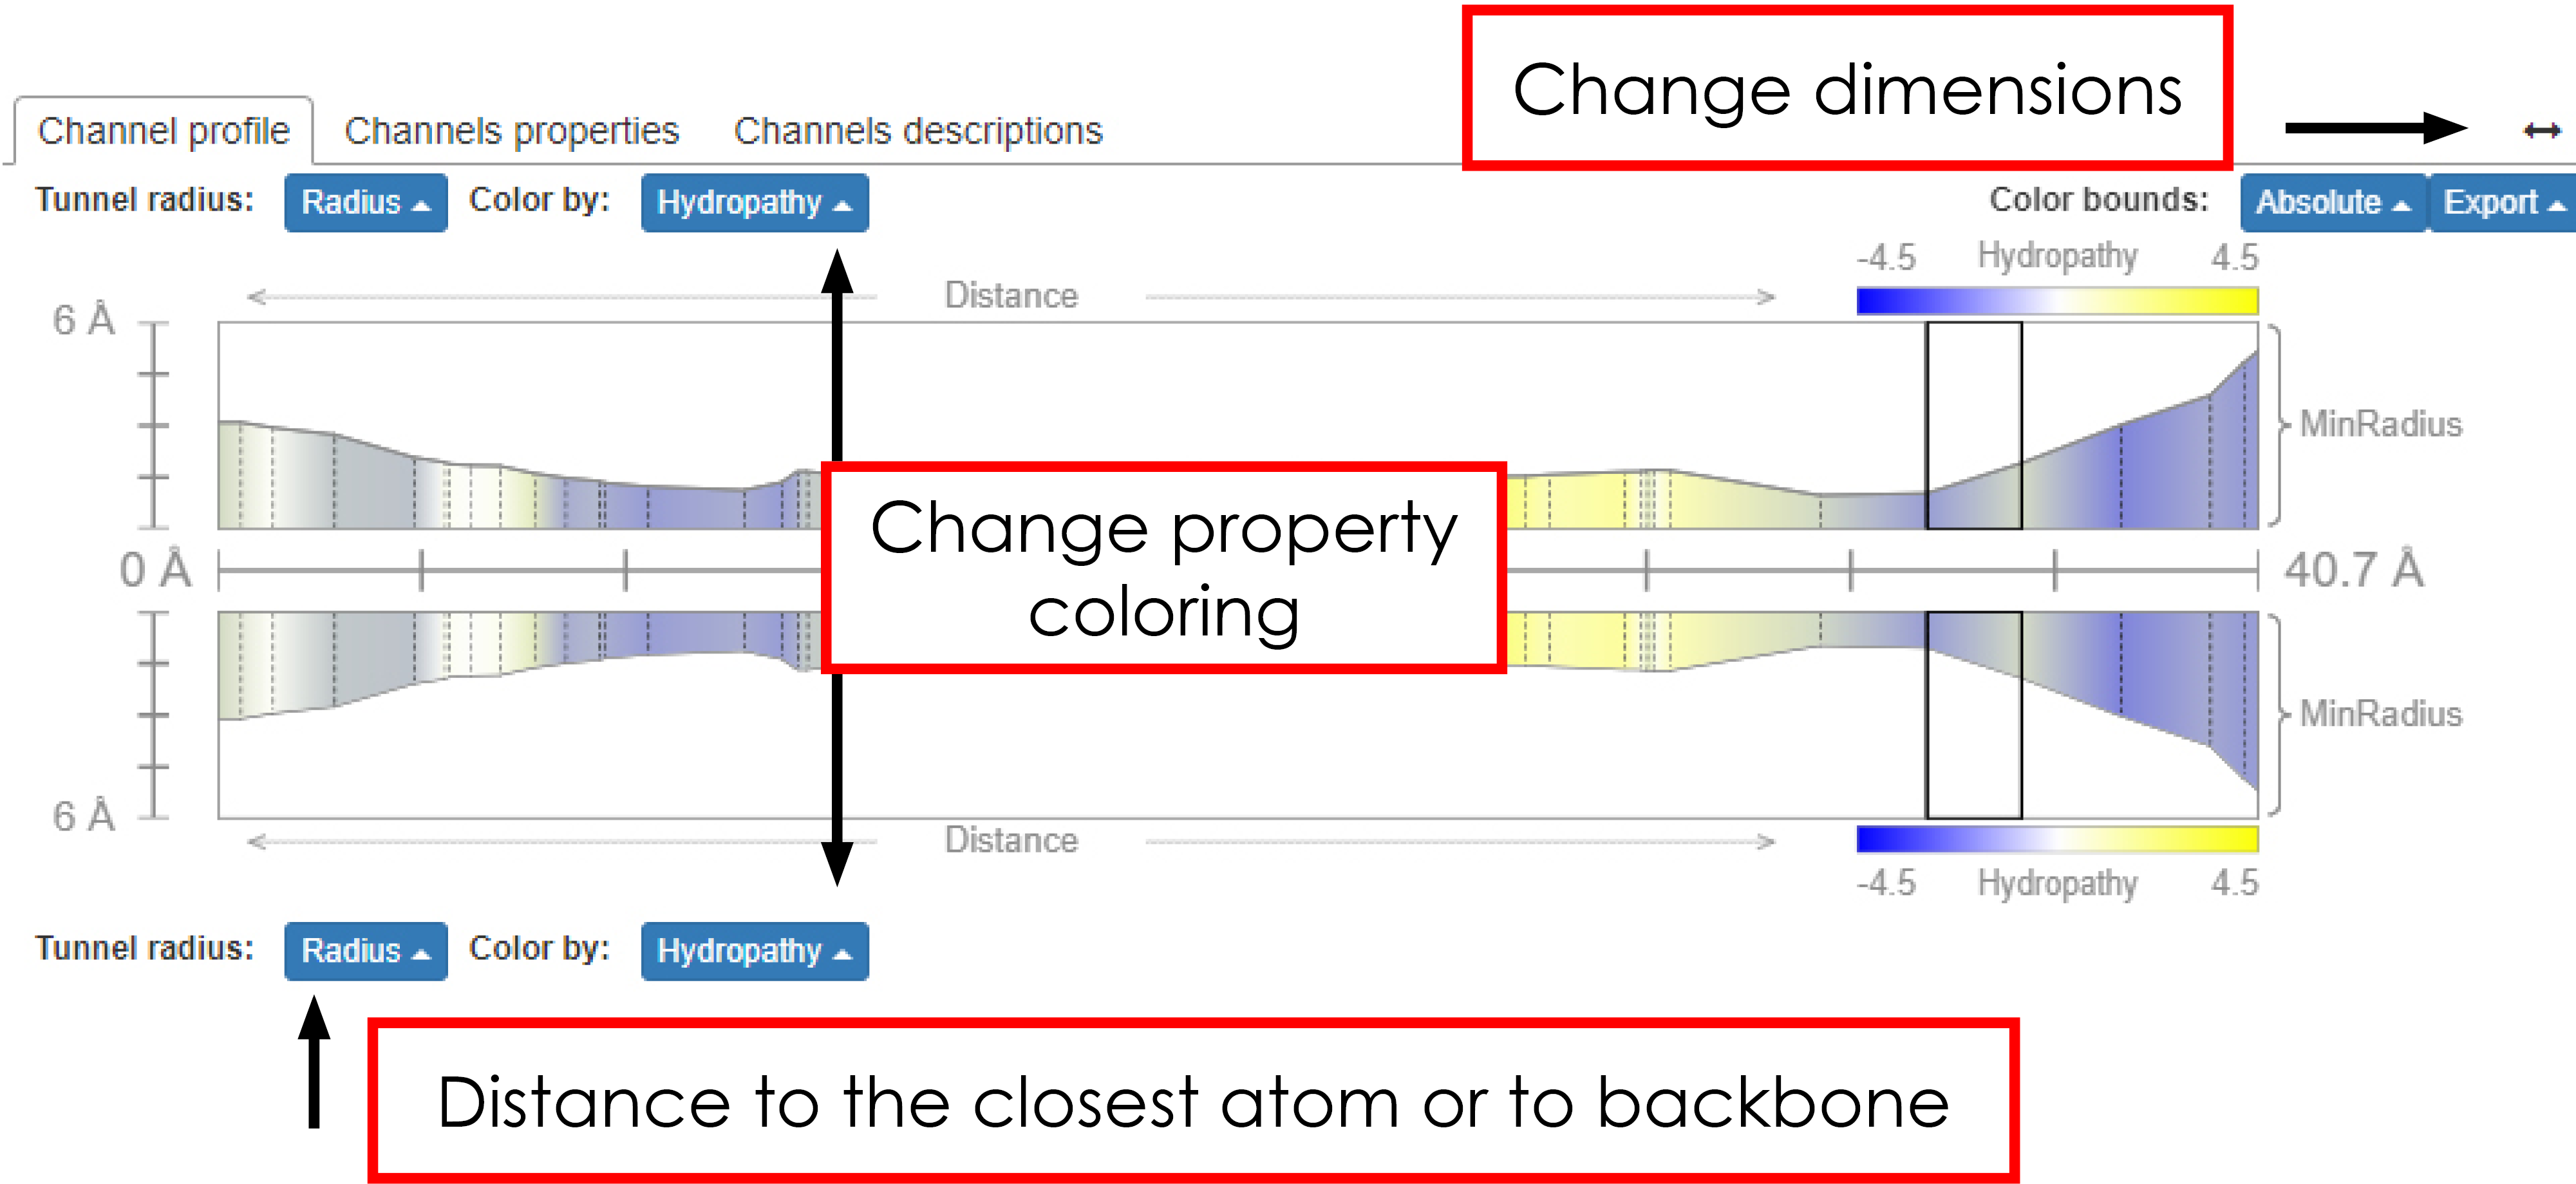 Change dimensions
Channel profile Channels properties Channels descriptions
Tunnel radius: Radius Color by: Hydropathy Color bounds: Absolute Export
-4.5 Hydropathy 4.5
Distance
6 Å
MinRadius
Change property
coloring
0 Å 40.7 Å
MinRadius
6 Å
Distance
-4.5 Hydropathy 4.5
Tunnel radius: Radius Color by: Hydropathy
Distance to the closest atom or to backbone